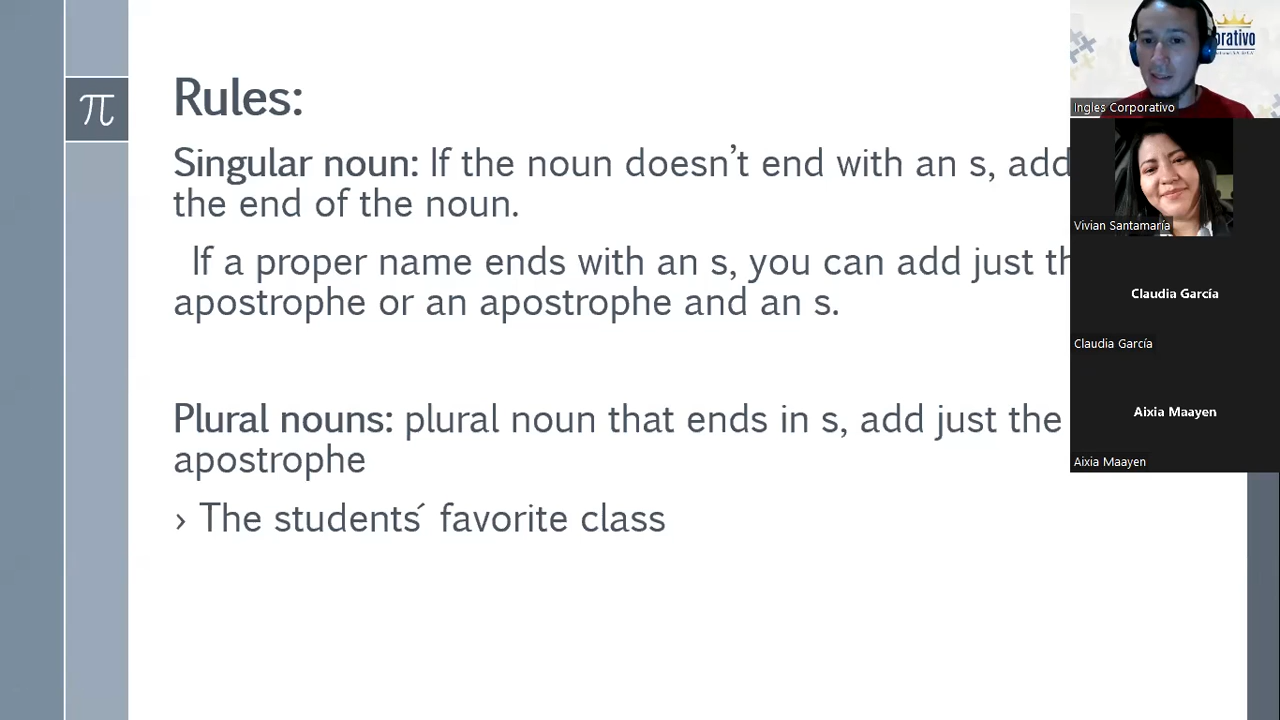 π
Rules:
Singular noun: If the noun doesn’t end with an s, add
the end of the noun.
If a proper name ends with an s, you can add just th
apostrophe or an apostrophe and an s.
Plural nouns: plural noun that ends in s, add just the
apostrophe
› The students´ favorite class
orativo
Ingles Corporativo
Vivian Santamaría
Claudia García
Claudia García
Aixia Maayen
Aixia Maayen